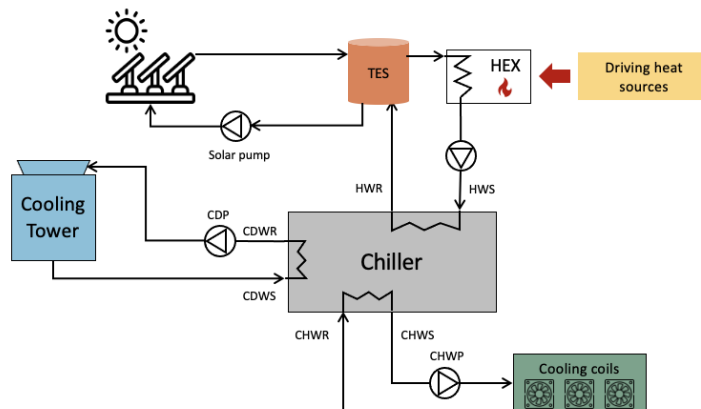 TES
HEX
Driving heat
sources
Solar pump
HWR
HWS
Cooling
Tower
CDP
CDWR
Chiller
CDWS
CHWR
CHWS
CHWP
Cooling coils